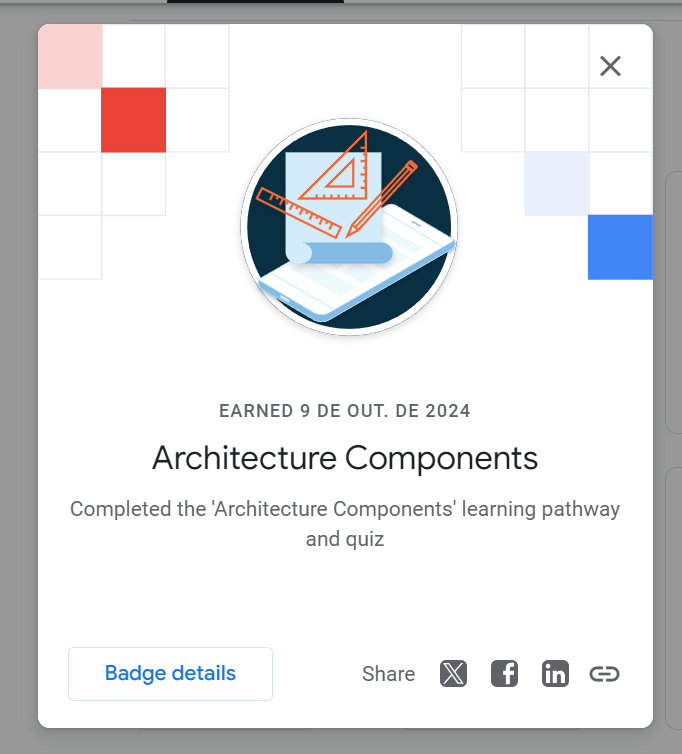 EARNED 9 DE OUT. DE 2024
Architecture Components
Completed the 'Architecture Components' learning pathway
and quiz
Badge details
Share